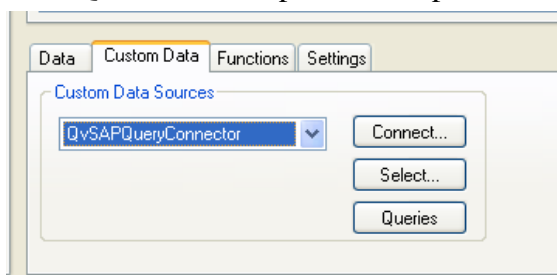 Data Custom Data Functions Settings
Custom Data Sources
QvSAPQueryConnector Connect...
Select...
Queries